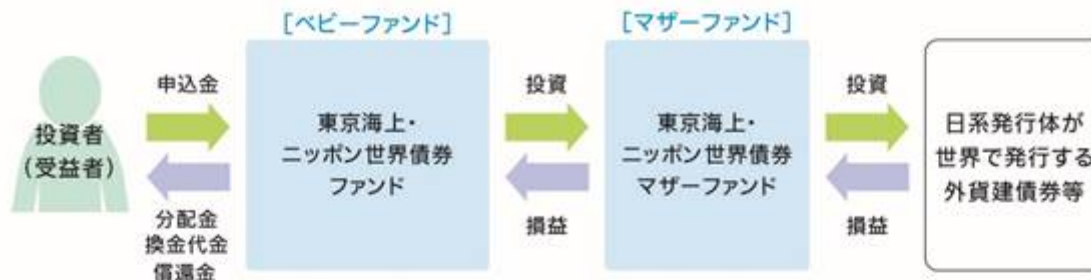 [ベビーファンド]
[マザーファンド]
投資者
(受益者)
申込金
分配金
換金代金
償還金
東京海上・
ニッポン世界債券
ファンド
投資
損益
東京海上・
ニッポン世界債券
マザーファンド
投資
損益
日系発行体が
世界で発行する
外貨建債券等